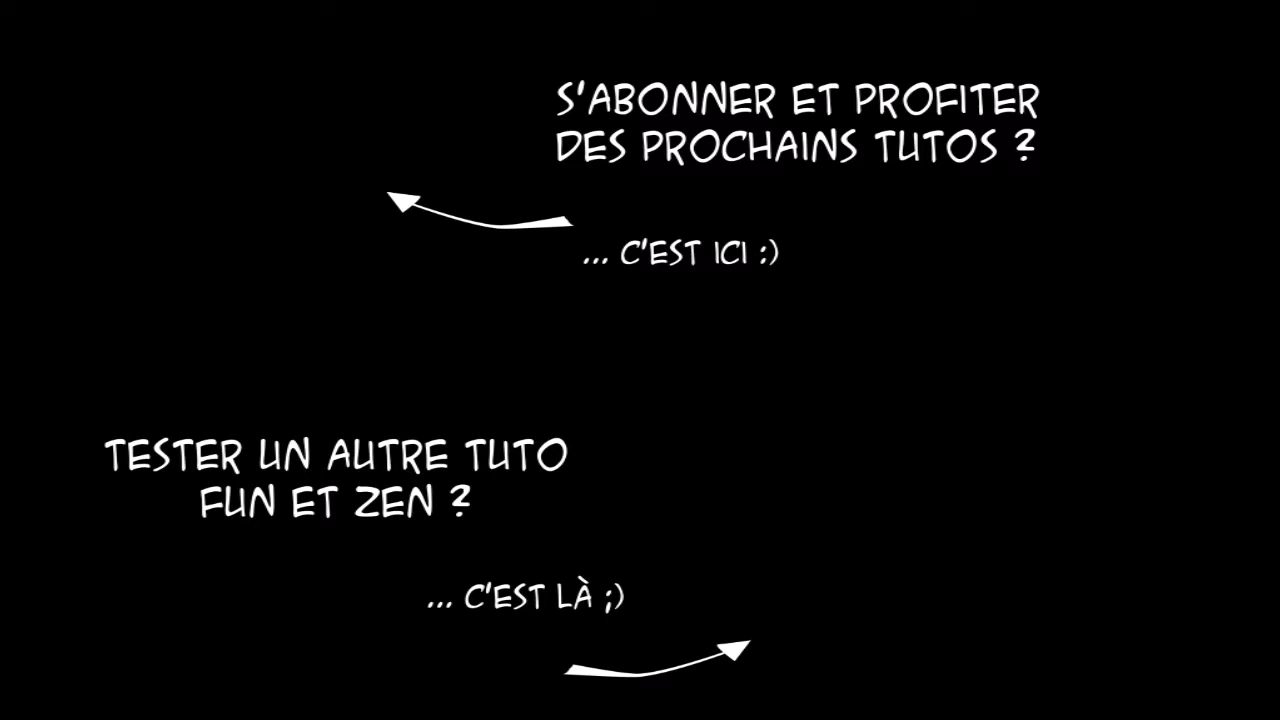 S'ABONNER ET PROFITER
DES PROCHAINS TUTOS ?
... C'EST ICI :)
TESTER UN AUTRE TUTO
FUN ET ZEN ?
... C'EST LÀ ;)